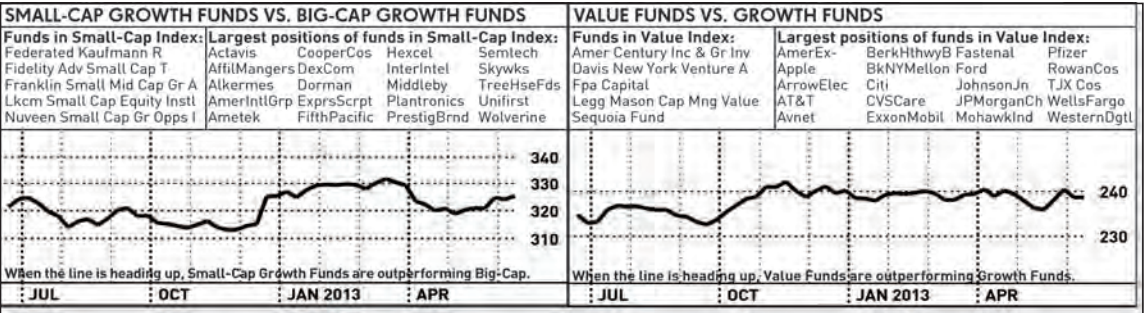 SMALL-CAP GROWTH FUNDS VS. BIG-CAP GROWTH FUNDS
Funds in Small-Cap Index:
Federated Kaufmann R
Fidelity Adv Small Cap T
Franklin Small Mid Cap Gr A
Lkcm Small Cap Equity Instl
Nuveen Small Cap Gr Opps I
Largest positions of funds in Small-Cap Index:
Actavis CooperCos Hexcel Semtech
AffilMangers DexCom InterIntel Skywks
Alkermes Dorman Middleby TreeHseFds
AmerIntlGrp ExprsScrpt Plantronics Unifirst
Ametek FifthPacific PrestigBrnd Wolverine
340
330
320
310
When the line is heading up, Small-Cap Growth Funds are outperforming Big-Cap.
JUL OCT JAN 2013 APR
VALUE FUNDS VS. GROWTH FUNDS
Funds in Value Index:
Amer Century Inc & Gr Inv
Davis New York Venture A
Fpa Capital
Legg Mason Cap Mng Value
Sequoia Fund
Largest positions of funds in Value Index:
AmerEx- BerkHthwyB Fastenal Pfizer
Apple BkNYMellon Ford RowanCos
ArrowElec Citi JohnsonJn TJX Cos
AT&T CVSCare JPMorganCh WellsFargo
Avnet ExxonMobil MohawkInd WesternDgtl
240
230
When the line is heading up, Value Funds are outperforming Growth Funds.
JUL OCT JAN 2013 APR